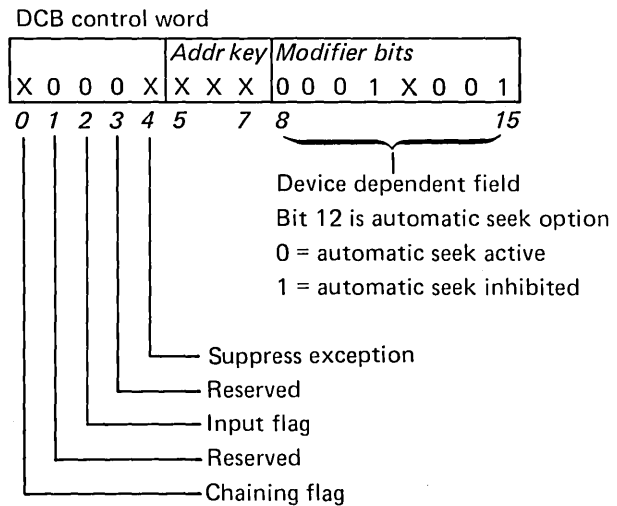 DCB control word
Addr key Modifier bits
X 0 0 0 X X X X 0 0 0 1 X 0 0 1
0 1 2 3 4 5 7 8 15
Device dependent field
Bit 12 is automatic seek option
0 = automatic seek active
1 = automatic seek inhibited
Suppress exception
Reserved
Input flag
Reserved
Chaining flag